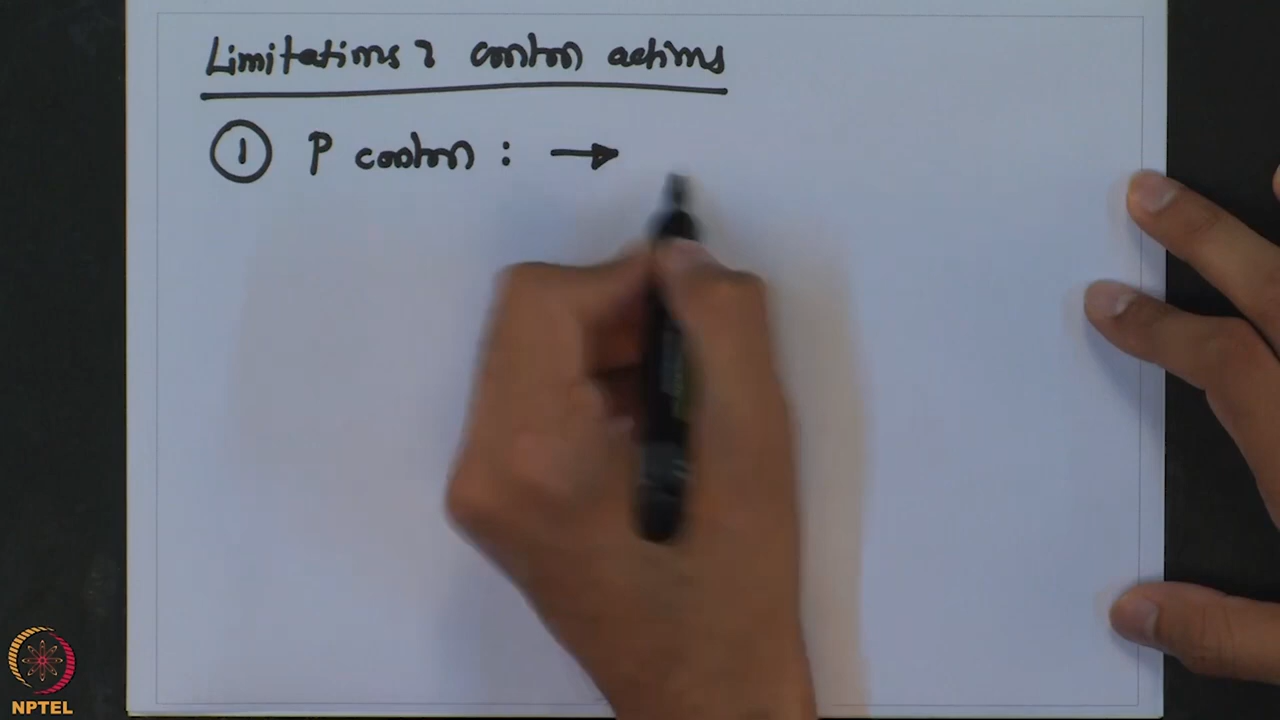 Limitations of control actions
① P control : →
NPTEL